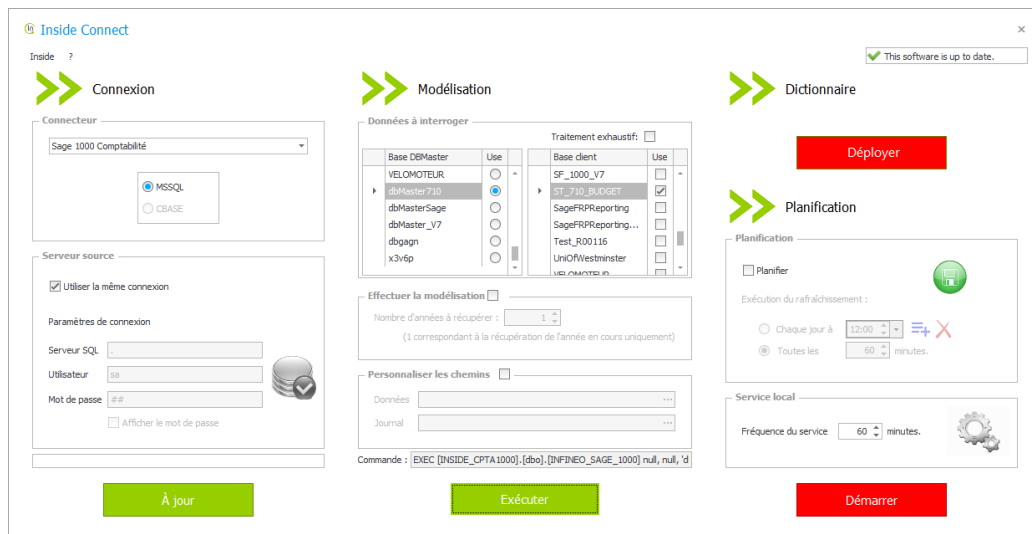 Inside Connect
Inside ?
This software is up to date.
Connexion
Connecteur
Sage 1000 Comptabilité
MSSQL
CBASE
Serveur source
Utiliser la même connexion
Paramètres de connexion
Serveur SQL .
Utilisateur sa
Mot de passe ##
Afficher le mot de passe
À jour
Modélisation
Données à interroger
Traitement exhaustif:
Base DBMaster Use
VELOMOTEUR
dbMaster710
dbMasterSage
dbMaster_V7
dbgagn
x3v6p
Base client Use
SF_1000_V7
ST_710_BUDGET
SageFRPReporting
SageFRPReporting...
Test_R00116
UniOfWestminster
VELOMOTEUR
Effectuer la modélisation
Nombre d'années à récupérer : 1
(1 correspondant à la récupération de l'année en cours uniquement)
Personnaliser les chemins
Données ...
Journal ...
Commande : EXEC [INSIDE_CPTA1000].[dbo].[INFINEO_SAGE_1000] null, null, 'd
Exécuter
Dictionnaire
Déployer
Planification
Planification
Planifier
Exécution du rafraîchissement :
Chaque jour à 12:00
Toutes les 60 minutes.
Service local
Fréquence du service 60 minutes.
Démarrer